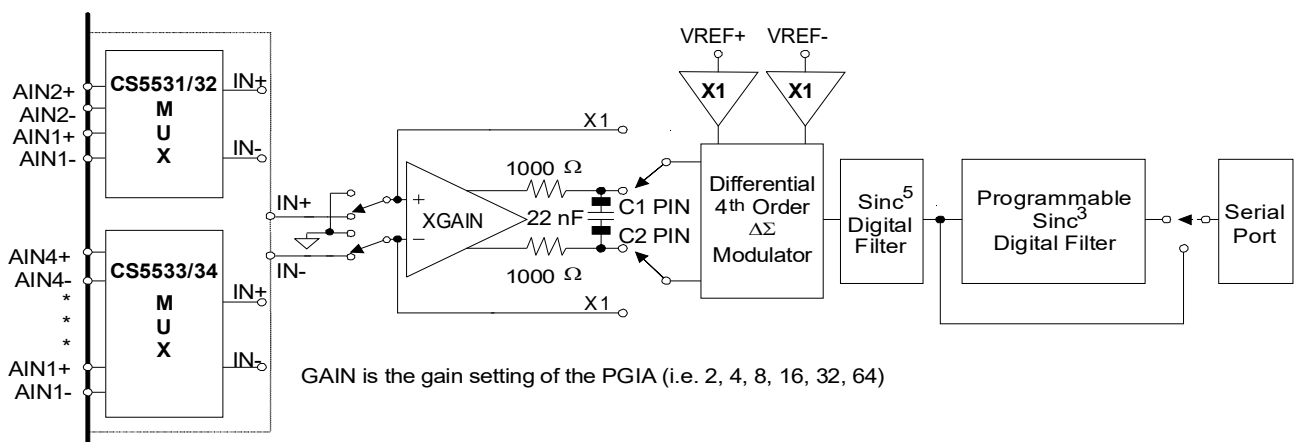 VREF+ VREF-
X1 X1
CS5531/32
M
U
X
AIN2+
AIN2-
AIN1+
AIN1-
IN+
IN-
CS5533/34
M
U
X
AIN4+
AIN4-
*
*
*
AIN1+
AIN1-
IN+
IN-
IN+
IN-
+
XGAIN
−
X1
1000 Ω
22 nF
C1 PIN
C2 PIN
1000 Ω
X1
Differential
4th Order
ΔΣ
Modulator
Sinc⁵
Digital
Filter
Programmable
Sinc³
Digital Filter
Serial
Port
GAIN is the gain setting of the PGIA (i.e. 2, 4, 8, 16, 32, 64)